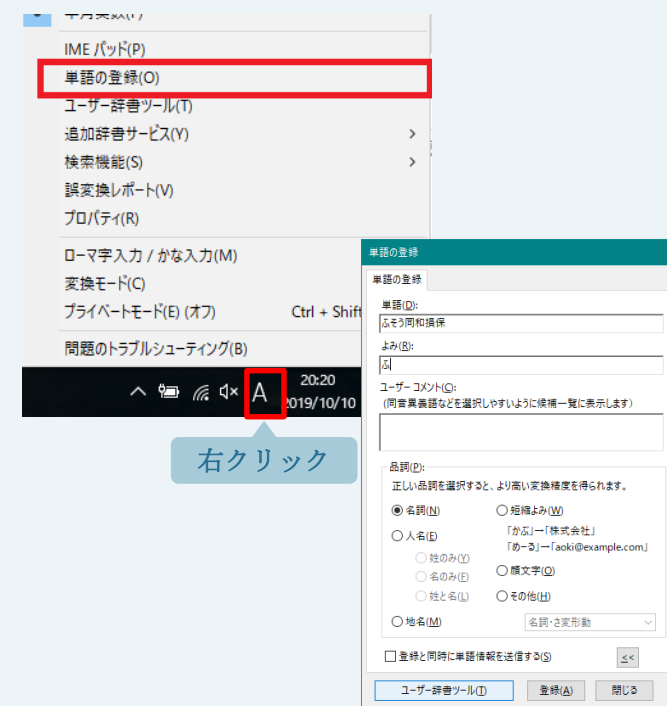 IME パッド(P)
単語の登録(O)
ユーザー辞書ツール(T)
追加辞書サービス(Y)
検索機能(S)
誤変換レポート(V)
プロパティ(R)
ローマ字入力 / かな入力(M)
変換モード(C)
プライベートモード(E) (オフ) Ctrl + Shift
問題のトラブルシューティング(B)
A
20:20
2019/10/10
右クリック
単語の登録
単語の登録
単語(D):
ふそう同和損保
よみ(R):
ふ
ユーザー コメント(C):
(同音異義語などを選択しやすいように候補一覧に表示します)
品詞(P):
正しい品詞を選択すると、より高い変換精度を得られます。
名詞(N)
短縮よみ(W)
「かぶ」→「株式会社」
「めーる」→「aoki@example.com」
人名(E)
姓のみ(Y)
名のみ(F)
姓と名(L)
顔文字(O)
その他(H)
地名(M)
名詞・さ変形動
登録と同時に単語情報を送信する(S)
<<
ユーザー辞書ツール(T)
登録(A)
閉じる